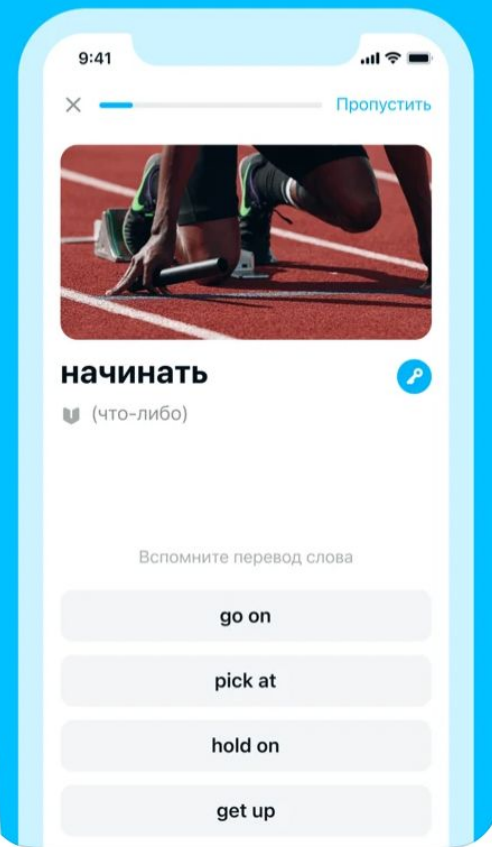 9:41
Пропустить
начинать
(что-либо)
Вспомните перевод слова
go on
pick at
hold on
get up